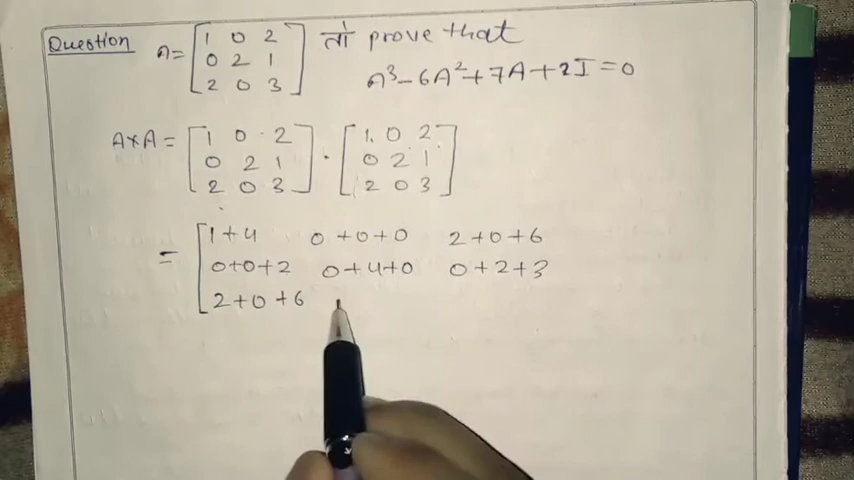 Question A = [1 0 2 तो prove that
0 2 1
2 0 3] A³ - 6A² + 7A + 2I = 0
A×A = [1 0 2 . [1 0 2
0 2 1 0 2 1
2 0 3] 2 0 3]
= [1+4 0+0+0 2+0+6
0+0+2 0+4+0 0+2+3
2+0+6